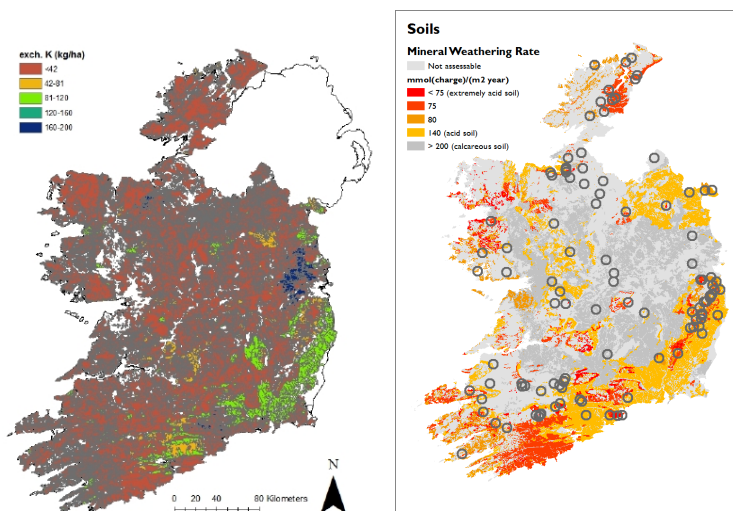 exch. K (kg/ha)
<42
42-81
81-120
120-160
160-200
N
0 20 40 80 Kilometers
Soils
Mineral Weathering Rate
Not assessable
mmol(charge)/(m2 year)
< 75 (extremely acid soil)
75
80
140 (acid soil)
> 200 (calcareous soil)